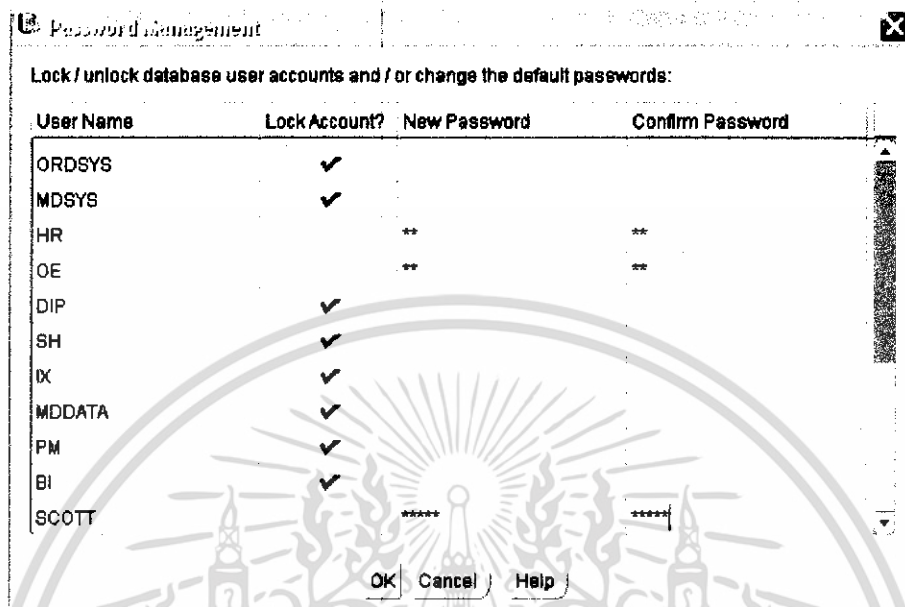 Password Management
Lock / unlock database user accounts and / or change the default passwords:
User Name Lock Account? New Password Confirm Password
ORDSYS ✔
MDSYS ✔
HR ** **
OE ** **
DIP ✔
SH ✔
IX ✔
MDDATA ✔
PM ✔
BI ✔
SCOTT ***** *****
OK Cancel Help